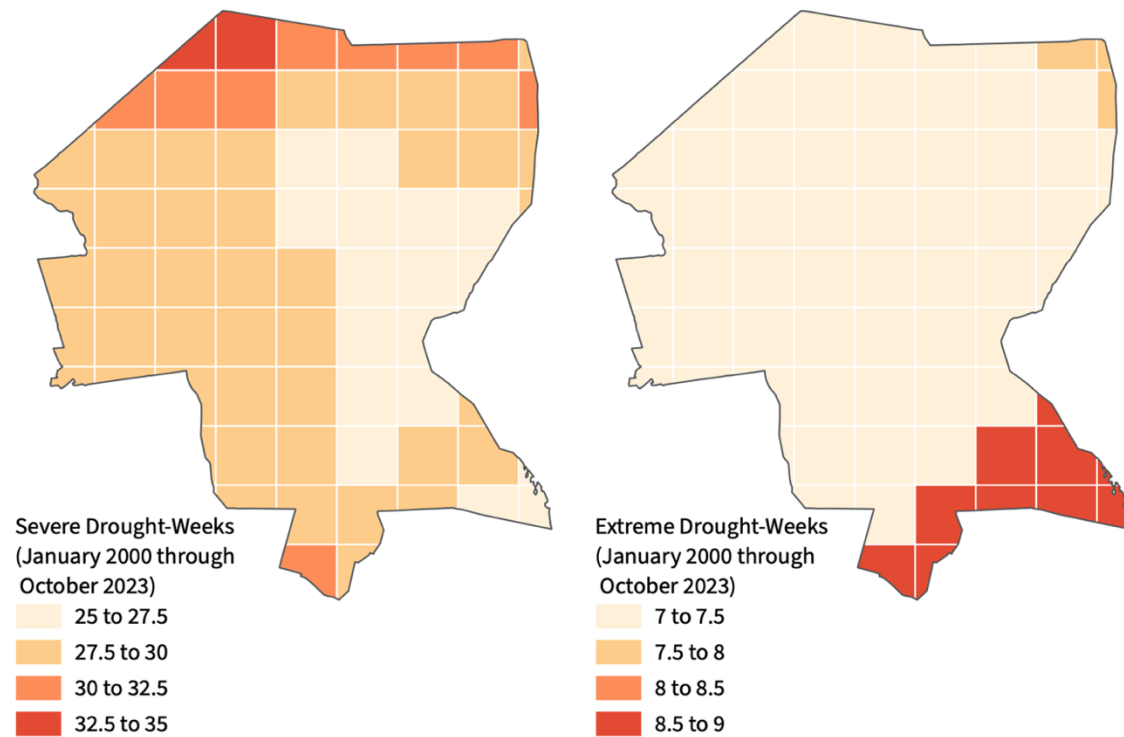 Severe Drought-Weeks
(January 2000 through
October 2023)
25 to 27.5
27.5 to 30
30 to 32.5
32.5 to 35
Extreme Drought-Weeks
(January 2000 through
October 2023)
7 to 7.5
7.5 to 8
8 to 8.5
8.5 to 9